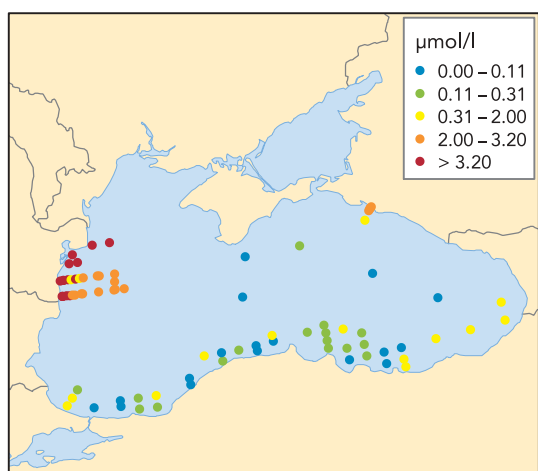 µmol/l
0.00 – 0.11
0.11 – 0.31
0.31 – 2.00
2.00 – 3.20
> 3.20